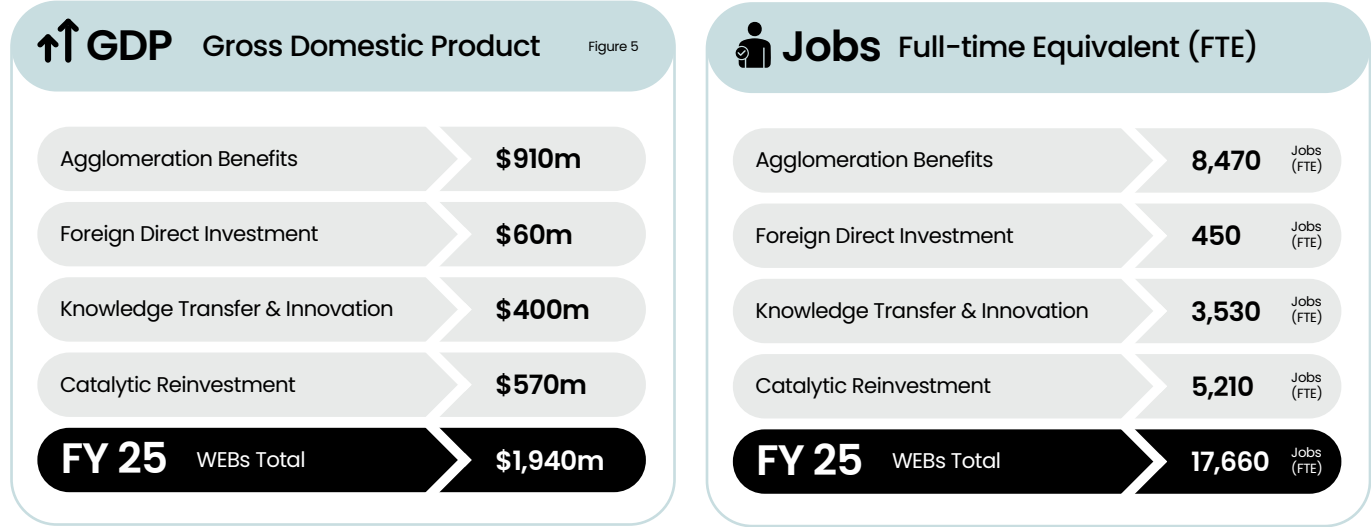 GDP Gross Domestic Product Figure 5
Agglomeration Benefits $910m
Foreign Direct Investment $60m
Knowledge Transfer & Innovation $400m
Catalytic Reinvestment $570m
FY 25 WEBs Total $1,940m
Jobs Full-time Equivalent (FTE)
Agglomeration Benefits 8,470 Jobs (FTE)
Foreign Direct Investment 450 Jobs (FTE)
Knowledge Transfer & Innovation 3,530 Jobs (FTE)
Catalytic Reinvestment 5,210 Jobs (FTE)
FY 25 WEBs Total 17,660 Jobs (FTE)